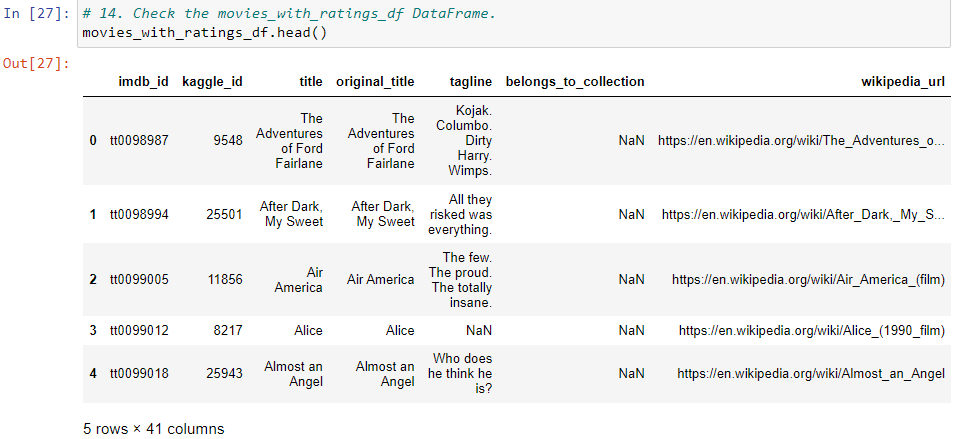 In [27]: # 14. Check the movies_with_ratings_df DataFrame.
movies_with_ratings_df.head()
Out[27]:
imdb_id kaggle_id title original_title tagline belongs_to_collection wikipedia_url
0 tt0098987 9548 The Adventures of Ford Fairlane The Adventures of Ford Fairlane Kojak. Columbo. Dirty Harry. Wimps. NaN https://en.wikipedia.org/wiki/The_Adventures_o...
1 tt0098994 25501 After Dark, My Sweet After Dark, My Sweet All they risked was everything. NaN https://en.wikipedia.org/wiki/After_Dark,_My_S...
2 tt0099005 11856 Air America Air America The few. The proud. The totally insane. NaN https://en.wikipedia.org/wiki/Air_America_(film)
3 tt0099012 8217 Alice Alice NaN NaN https://en.wikipedia.org/wiki/Alice_(1990_film)
4 tt0099018 25943 Almost an Angel Almost an Angel Who does he think he is? NaN https://en.wikipedia.org/wiki/Almost_an_Angel
5 rows × 41 columns